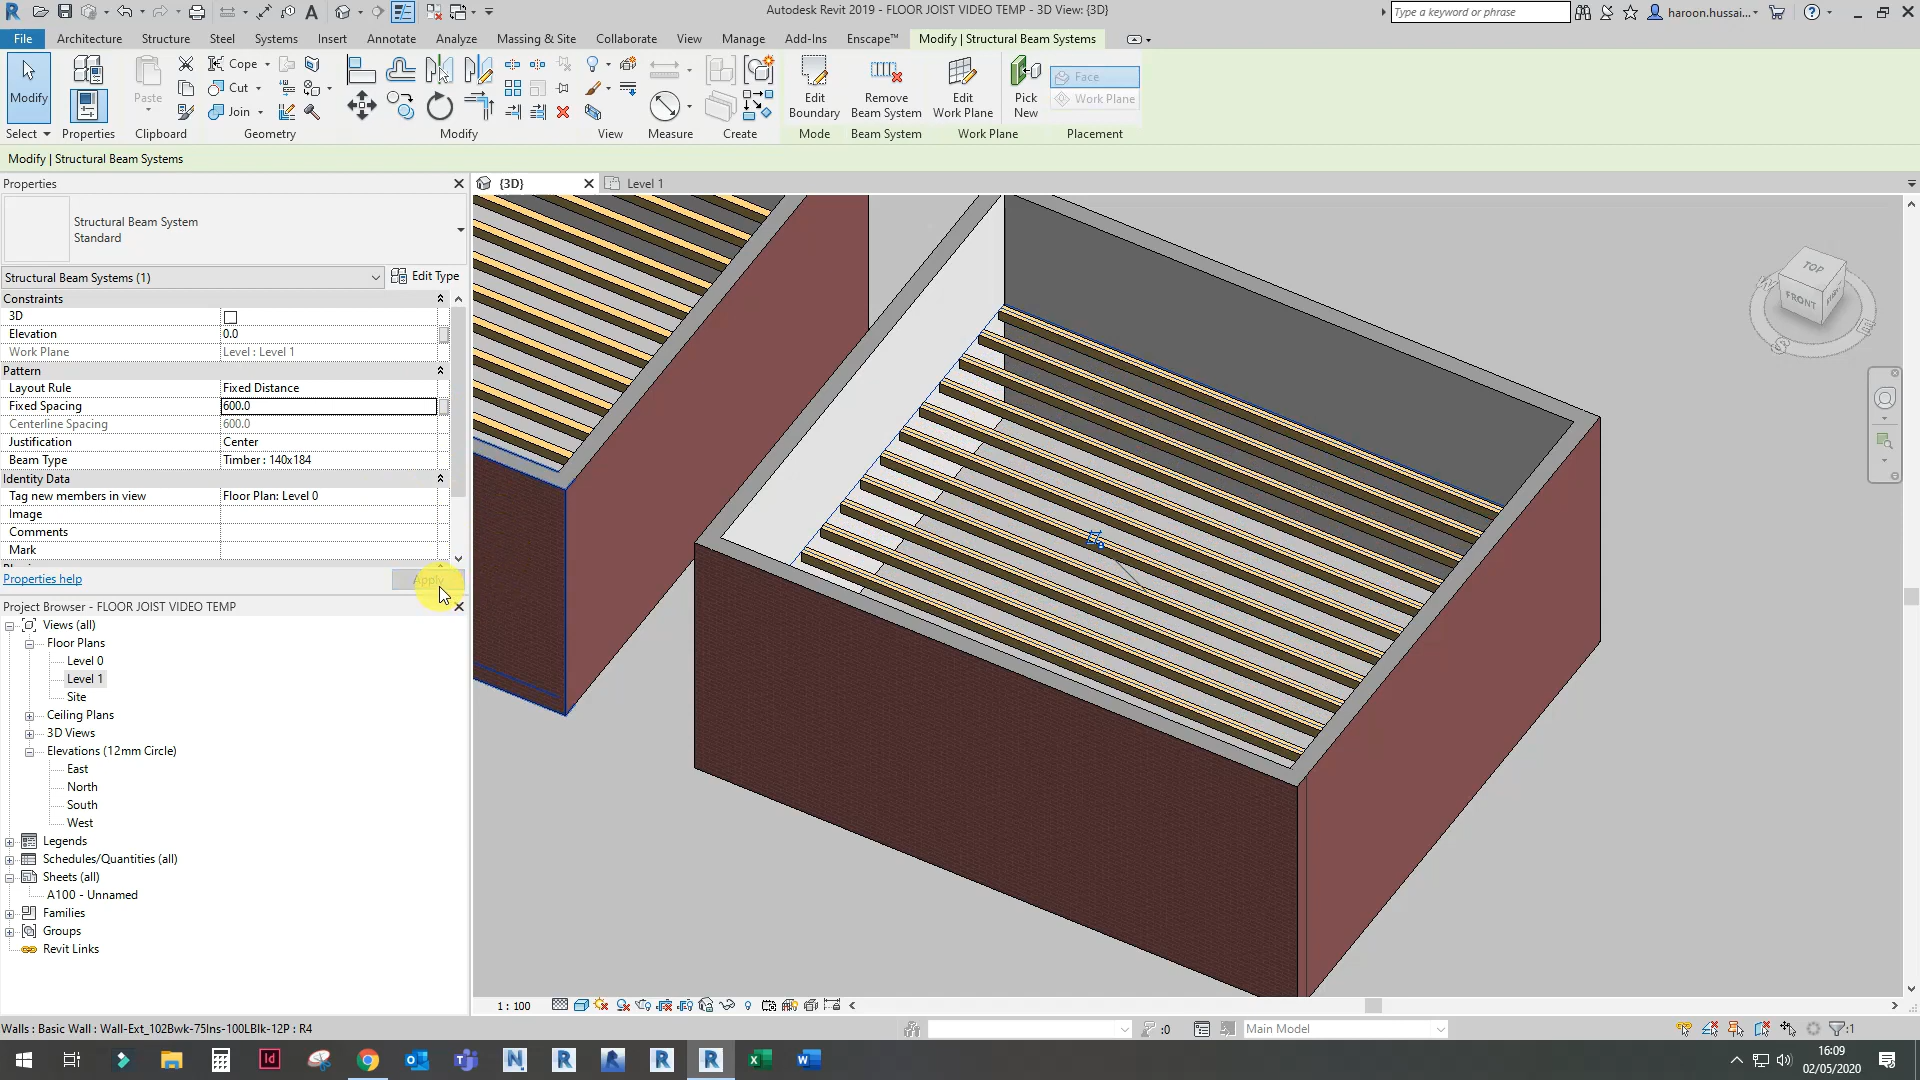 Autodesk Revit 2019 - FLOOR JOIST VIDEO TEMP - 3D View: {3D}
Type a keyword or phrase
haroon.hussai...
File Architecture Structure Steel Systems Insert Annotate Analyze Massing & Site Collaborate View Manage Add-Ins Enscape™ Modify | Structural Beam Systems
Modify
Paste
Cope
Cut
Join
Edit Boundary
Remove Beam System
Edit Work Plane
Pick New
Face
Work Plane
Select Properties Clipboard Geometry Modify View Measure Create Mode Beam System Work Plane Placement
Modify | Structural Beam Systems
Properties
{3D}
Level 1
Structural Beam System
Standard
Structural Beam Systems (1)
Edit Type
Constraints
3D
Elevation 0.0
Work Plane Level : Level 1
Pattern
Layout Rule Fixed Distance
Fixed Spacing 600.0
Centerline Spacing 600.0
Justification Center
Beam Type Timber : 140x184
Identity Data
Tag new members in view Floor Plan: Level 0
Image
Comments
Mark
Properties help
Apply
Project Browser - FLOOR JOIST VIDEO TEMP
Views (all)
Floor Plans
Level 0
Level 1
Site
Ceiling Plans
3D Views
Elevations (12mm Circle)
East
North
South
West
Legends
Schedules/Quantities (all)
Sheets (all)
A100 - Unnamed
Families
Groups
Revit Links
TOP
FRONT
W
S
E
1 : 100
Walls : Basic Wall : Wall-Ext_102Bwk-75Ins-100LBlk-12P : R4
:0
Main Model
:1
16:09
02/05/2020